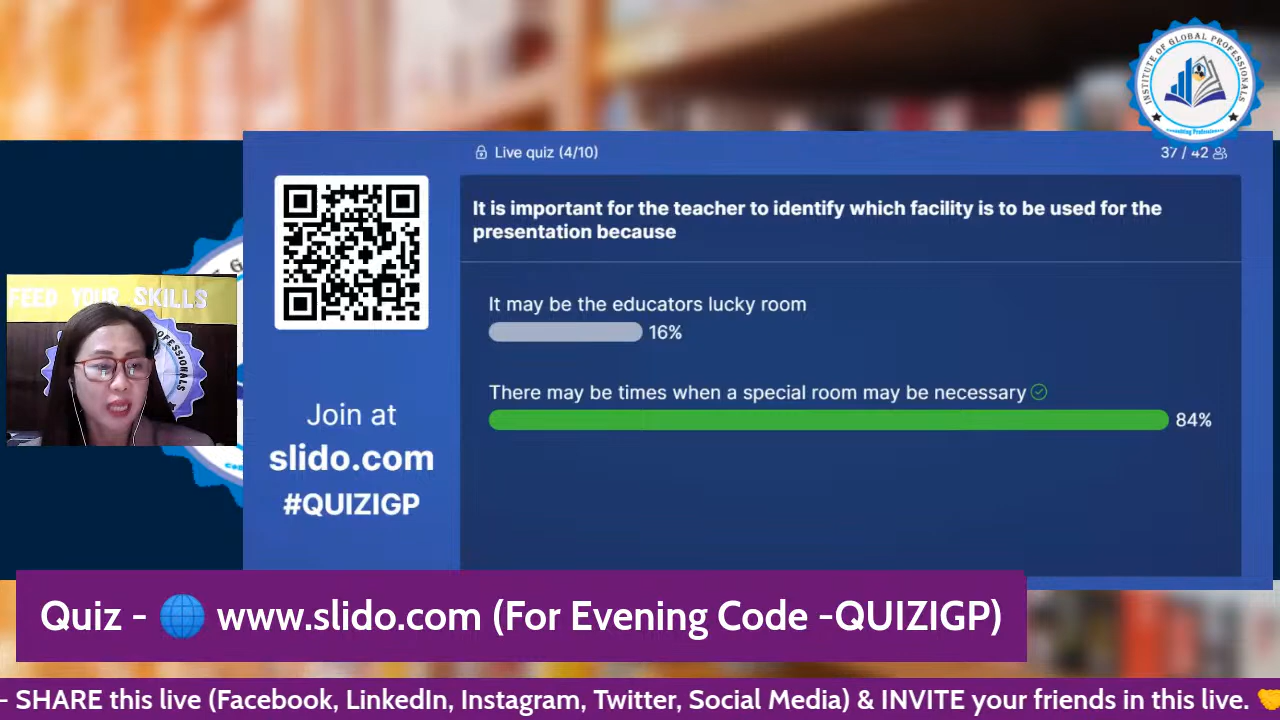 INSTITUTE OF GLOBAL PROFESSIONALS
Live quiz (4/10)
37 / 42
It is important for the teacher to identify which facility is to be used for the
presentation because
It may be the educators lucky room
16%
There may be times when a special room may be necessary
84%
FEED YOUR SKILLS
Join at
slido.com
#QUIZIGP
Quiz - 🌐 www.slido.com (For Evening Code -QUIZIGP)
- SHARE this live (Facebook, LinkedIn, Instagram, Twitter, Social Media) & INVITE your friends in this live. 🤝